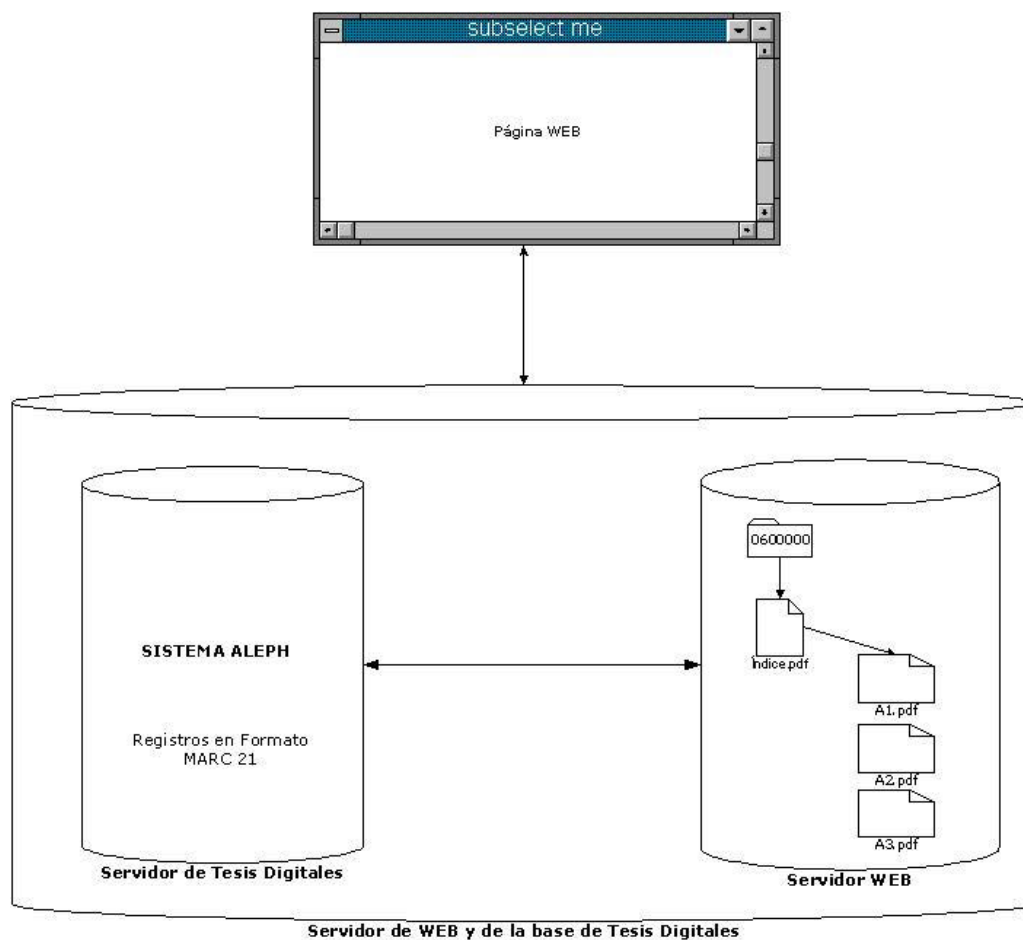 subselect me
Página WEB
SISTEMA ALEPH
Registros en Formato
MARC 21
Servidor de Tesis Digitales
0600000
Índice.pdf
A1.pdf
A2.pdf
A3.pdf
Servidor WEB
Servidor de WEB y de la base de Tesis Digitales